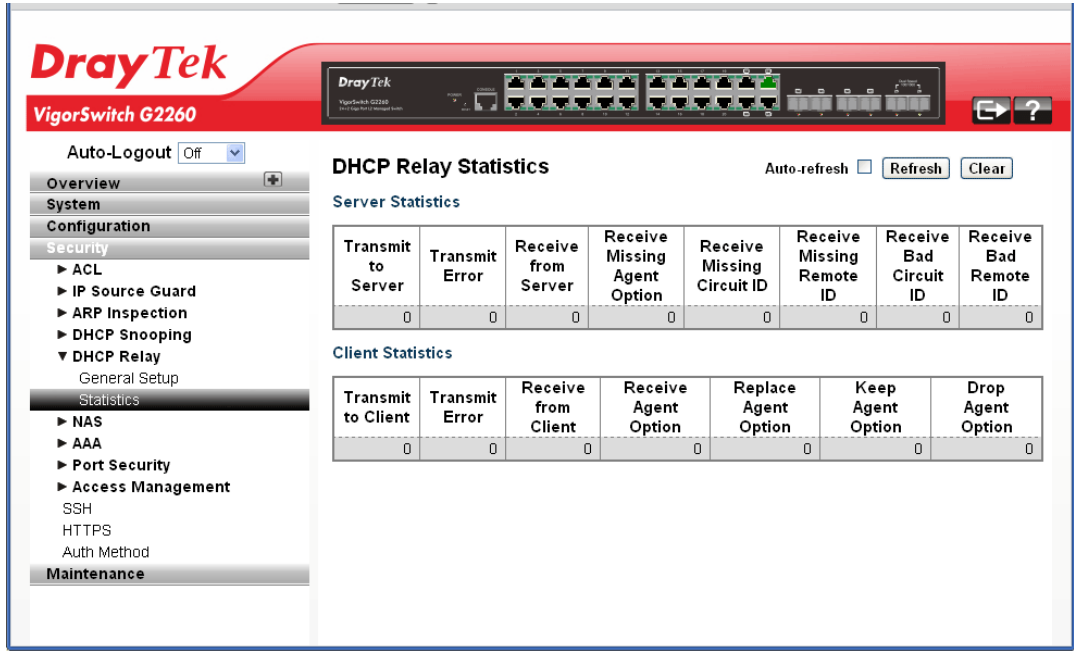 DrayTek
VigorSwitch G2260
DrayTek
VigorSwitch G2260
CONSOLE
POWER
Auto-Logout Off
Overview
System
Configuration
Security
▶ ACL
▶ IP Source Guard
▶ ARP Inspection
▶ DHCP Snooping
▼ DHCP Relay
General Setup
Statistics
▶ NAS
▶ AAA
▶ Port Security
▶ Access Management
SSH
HTTPS
Auth Method
Maintenance
DHCP Relay Statistics
Auto-refresh Refresh Clear
Server Statistics
Transmit to Server Transmit Error Receive from Server Receive Missing Agent Option Receive Missing Circuit ID Receive Missing Remote ID Receive Bad Circuit ID Receive Bad Remote ID
0 0 0 0 0 0 0 0
Client Statistics
Transmit to Client Transmit Error Receive from Client Receive Agent Option Replace Agent Option Keep Agent Option Drop Agent Option
0 0 0 0 0 0 0